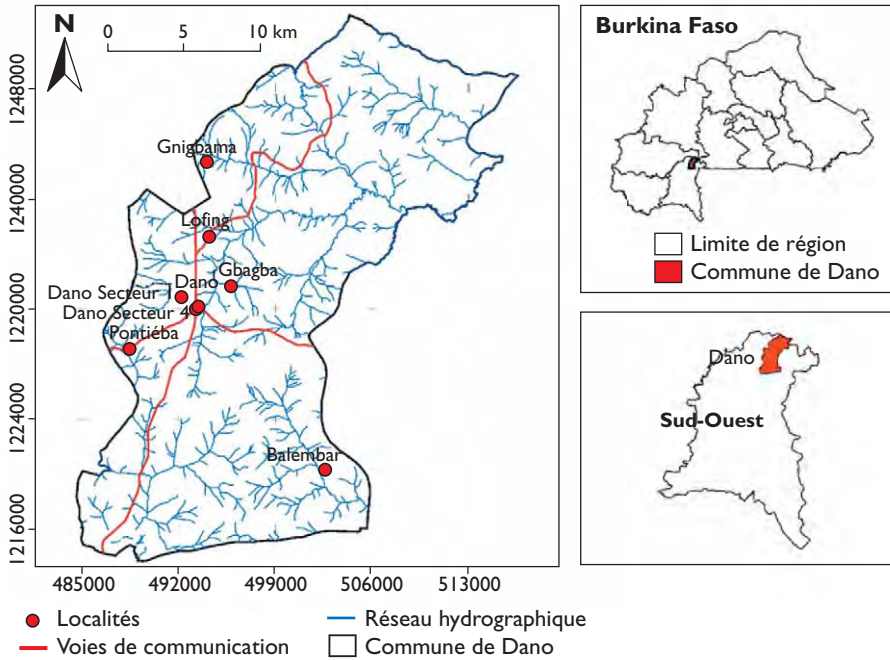 N
0 5 10 km
1248000
1240000
1220000
1224000
1216000
Gnigbama
Lofing
Gbagba
Dano
Dano Secteur 1
Dano Secteur 4
Pontiéba
Balembar
485000 492000 499000 506000 513000
Burkina Faso
Limite de région
Commune de Dano
Dano
Sud-Ouest
Localités
Réseau hydrographique
Voies de communication
Commune de Dano